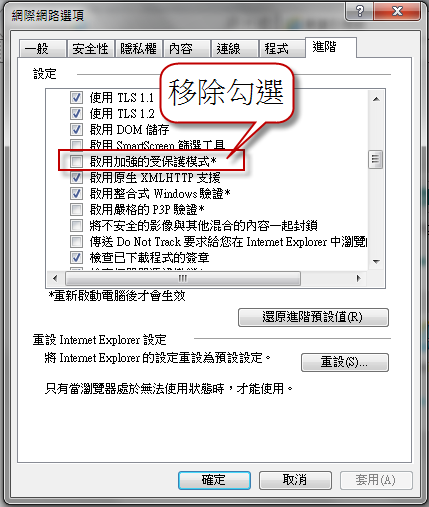 網際網路選項
一般 安全性 隱私權 內容 連線 程式 進階
設定
移除勾選
使用 TLS 1.1
使用 TLS 1.2
啟用 DOM 儲存
啟用 SmartScreen 篩選工具
啟用加強的受保護模式*
啟用原生 XMLHTTP 支援
啟用整合式 Windows 驗證*
啟用嚴格的 P3P 驗證*
將不安全的影像與其他混合的內容一起封鎖
傳送 Do Not Track 要求給您在 Internet Explorer 中瀏覽
檢查已下載程式的簽章
*重新啟動電腦後才會生效
還原進階預設值(R)
重設 Internet Explorer 設定
將 Internet Explorer 的設定重設為預設設定。
重設(S)...
只有當瀏覽器處於無法使用狀態時，才能使用。
確定 取消 套用(A)